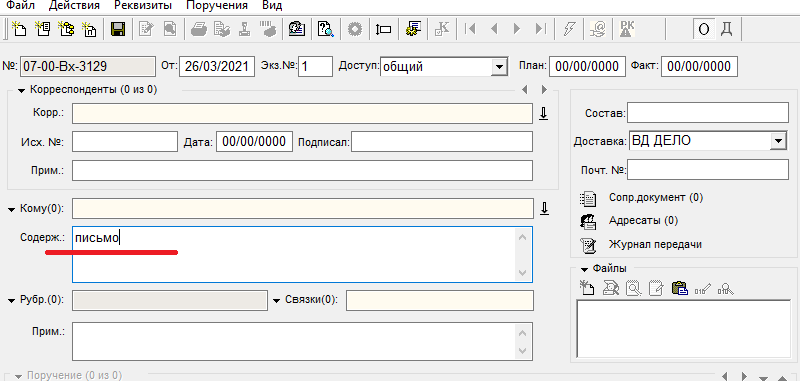 Файл Действия Реквизиты Поручения Вид
РК О Д
№: 07-00-Вх-3129 От: 26/03/2021 Экз.№: 1 Доступ: общий План: 00/00/0000 Факт: 00/00/0000
Корреспонденты (0 из 0)
Корр.:
Исх. №: Дата: 00/00/0000 Подписал:
Прим.:
Кому(0):
Содерж.: письмо
Рубр.(0): Связки(0):
Прим.:
Поручение (0 из 0)
Состав:
Доставка: ВД ДЕЛО
Почт. №:
Сопр.документ (0)
Адресаты (0)
Журнал передачи
Файлы